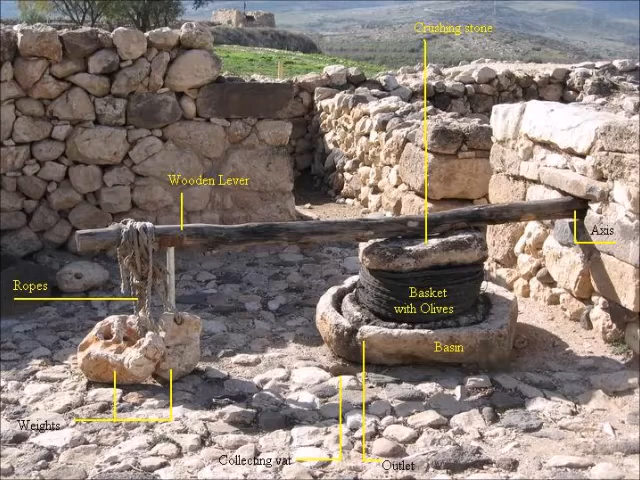 Crushing stone
Wooden Lever
Axis
Ropes
Basket
with Olives
Basin
Weights
Collecting vat
Outlet